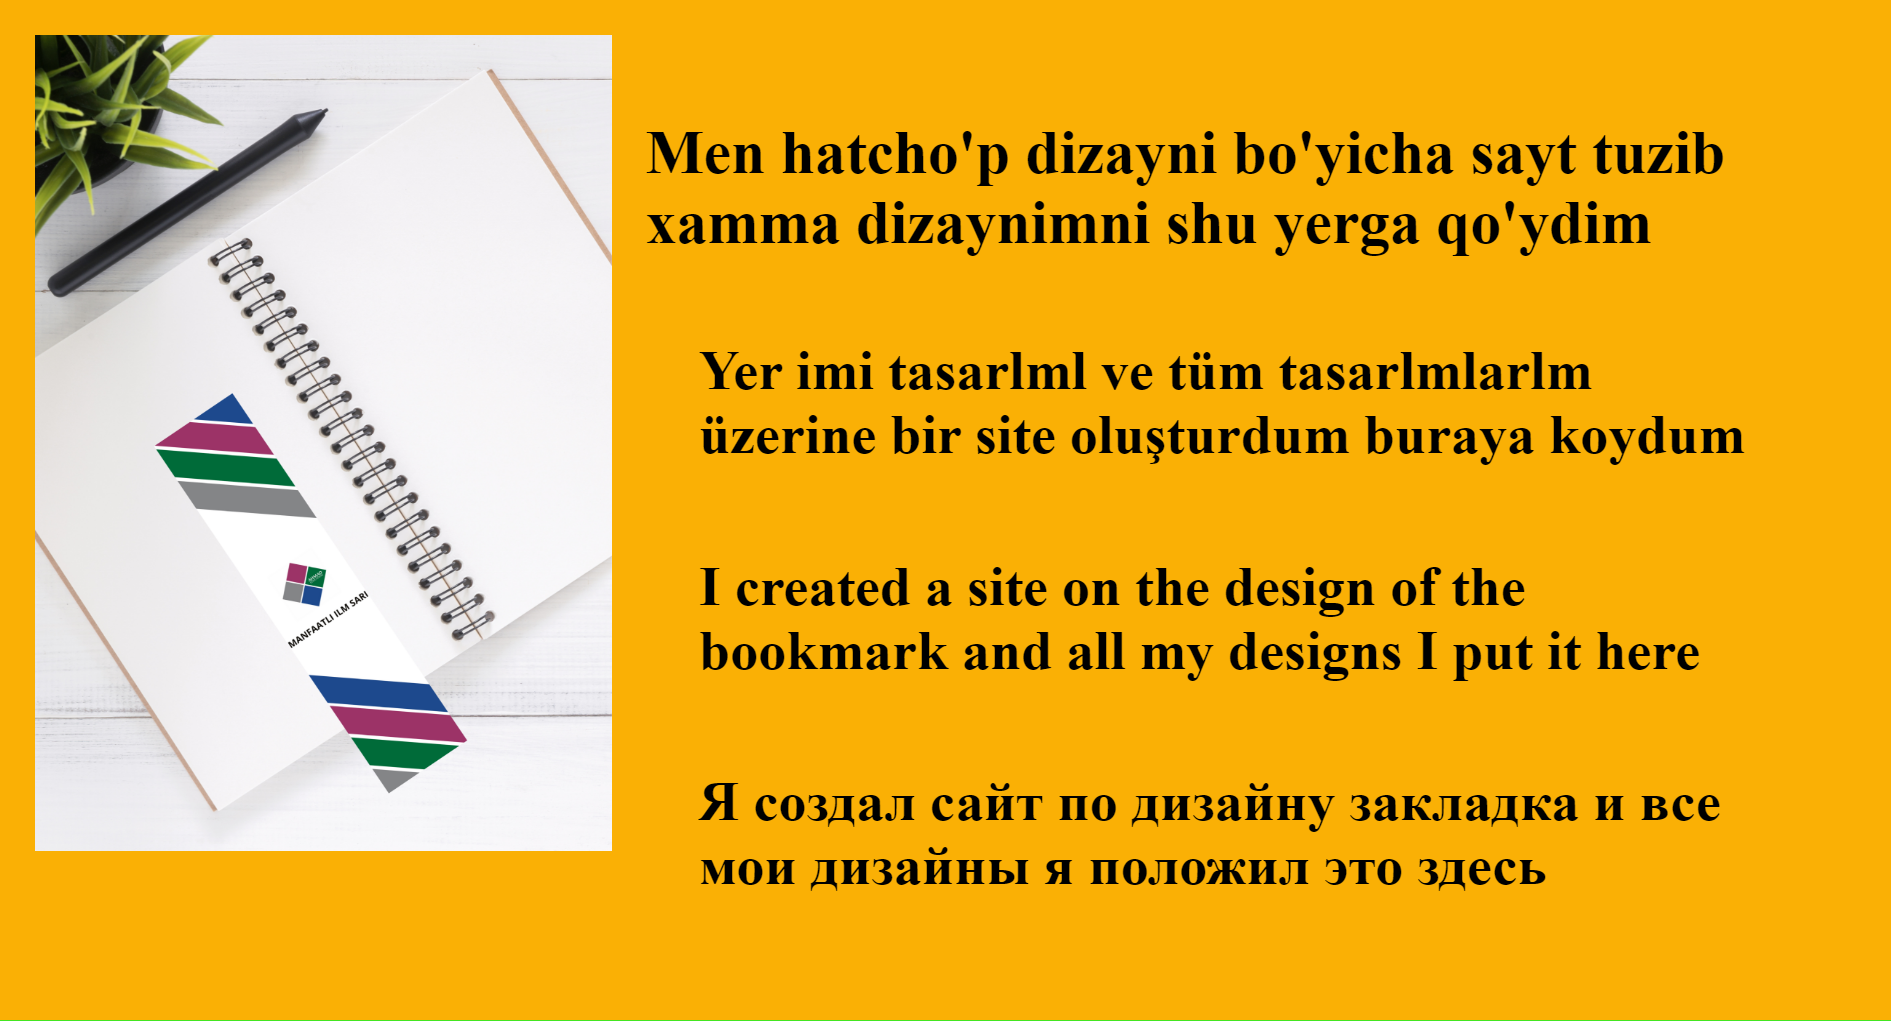 Men hatcho'p dizayni bo'yicha sayt tuzib
xamma dizaynimni shu yerga qo'ydim
Yer imi tasarlml ve tüm tasarlmlarlm
üzerine bir site oluşturdum buraya koydum
I created a site on the design of the
bookmark and all my designs I put it here
Я создал сайт по дизайну закладка и все
мои дизайны я положил это здесь
MANFAATLI ILM SARI